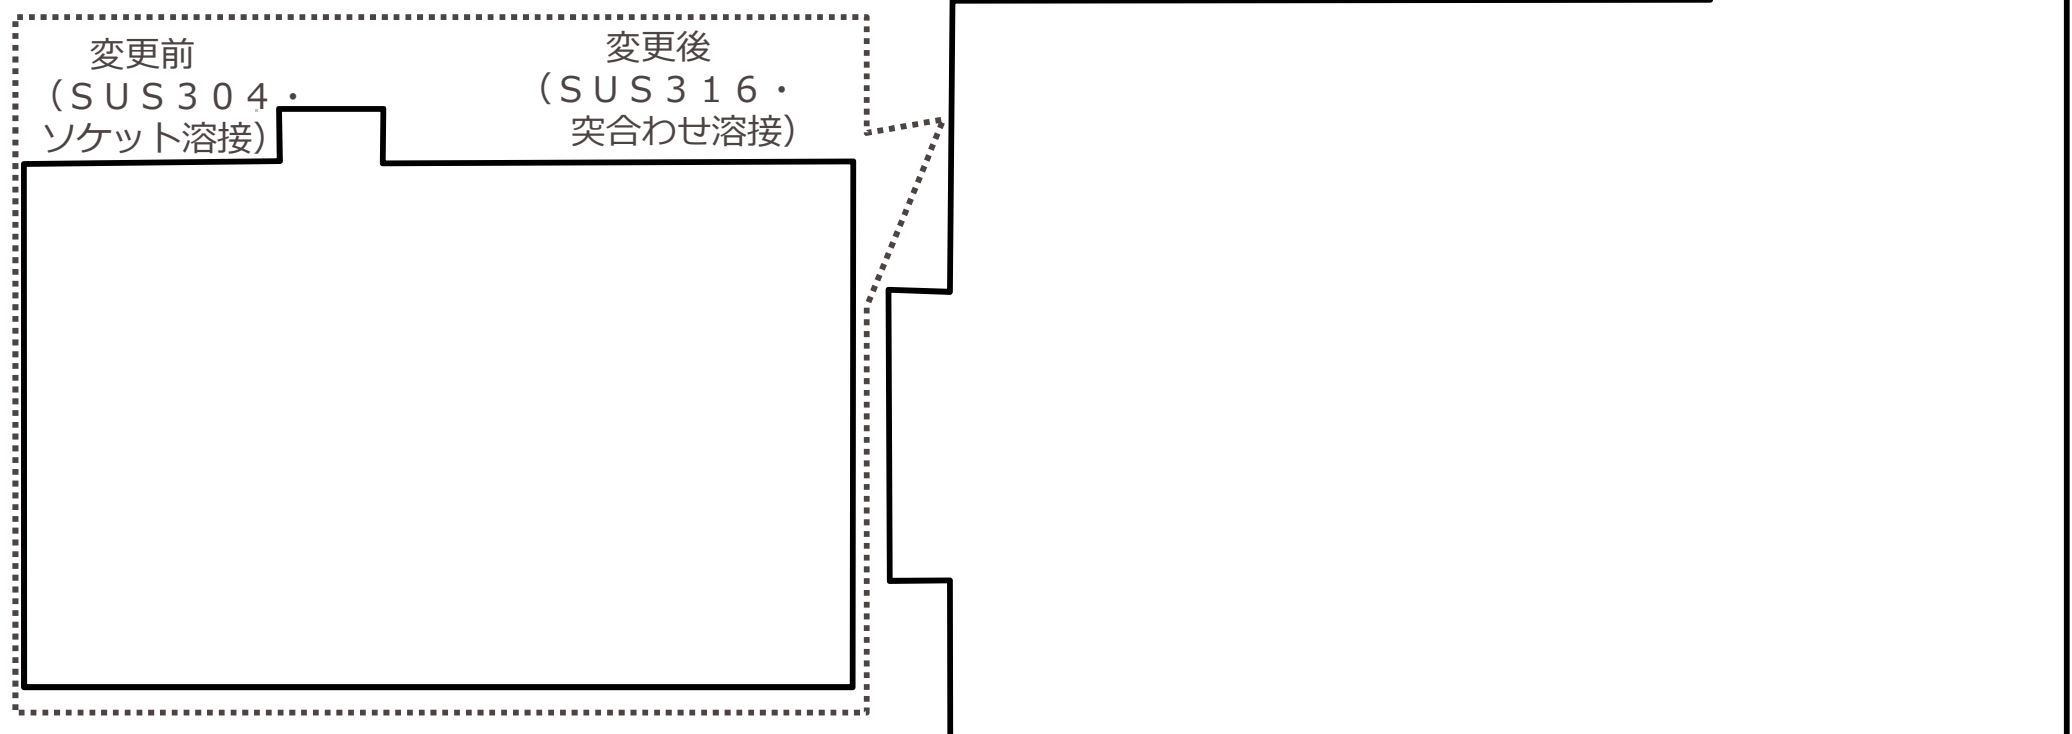 変更前
（ＳＵＳ３０４・
ソケット溶接）
変更後
（ＳＵＳ３１６・
突合わせ溶接）